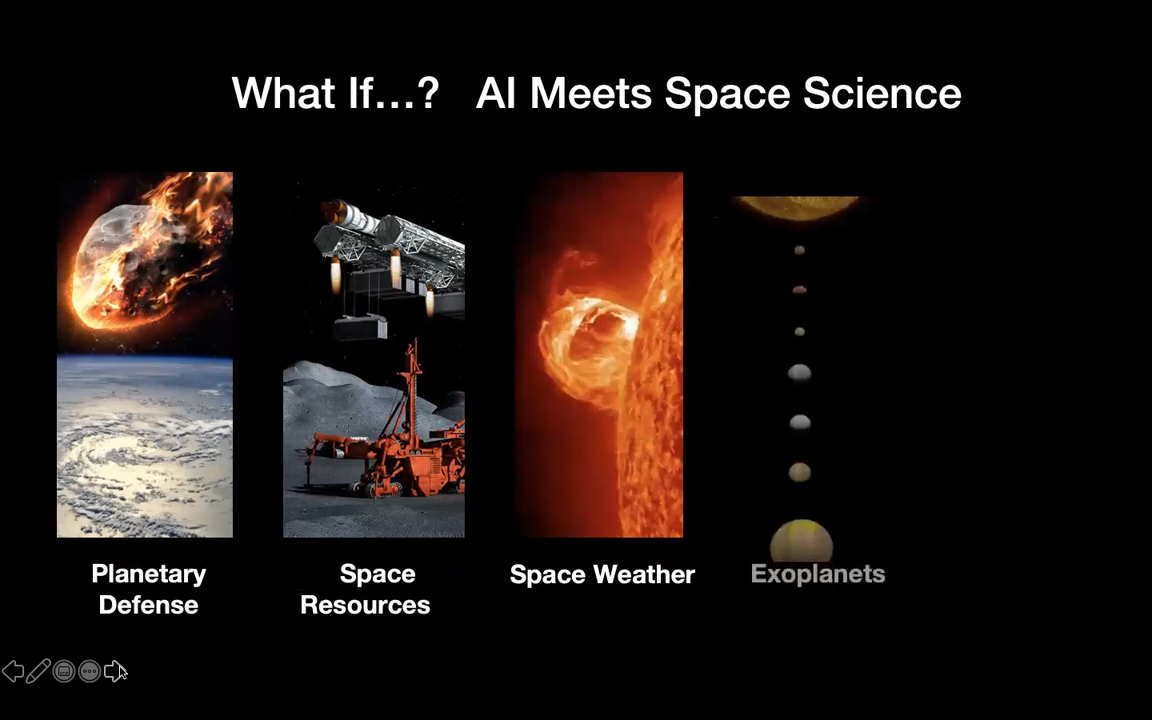 What If...? AI Meets Space Science
Planetary
Defense
Space
Resources
Space Weather
Exoplanets